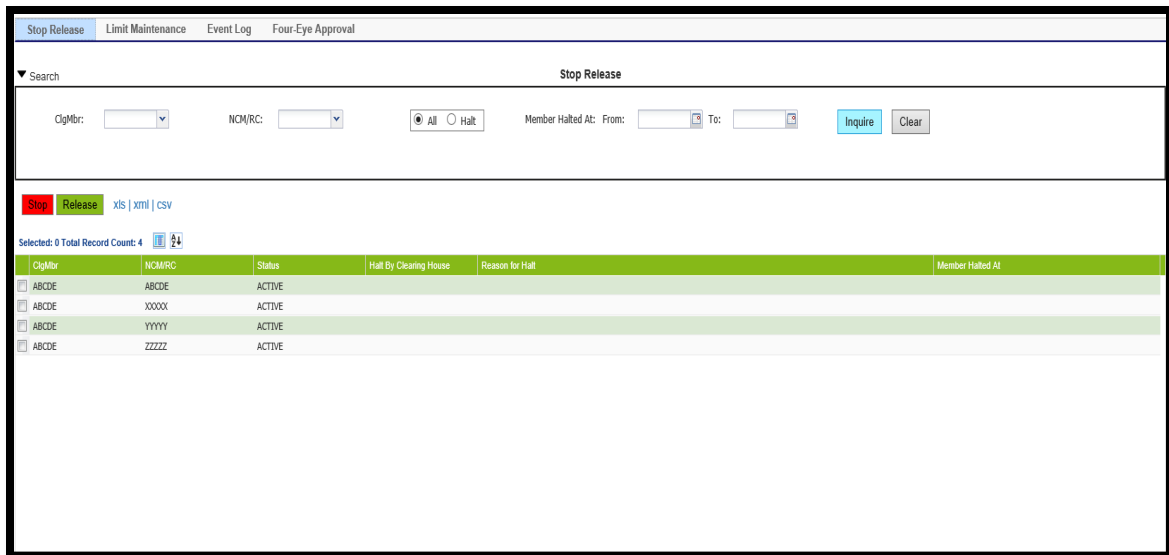 Stop Release Limit Maintenance Event Log Four-Eye Approval
Search Stop Release
ClgMbr: NCM/RC: All Halt Member Halted At: From: To: Inquire Clear
Stop Release xls | xml | csv
Selected: 0 Total Record Count: 4
ClgMbr NCM/RC Status Halt By Clearing House Reason for Halt Member Halted At
ABCDE ABCDE ACTIVE
ABCDE XXXXX ACTIVE
ABCDE YYYYY ACTIVE
ABCDE ZZZZZ ACTIVE